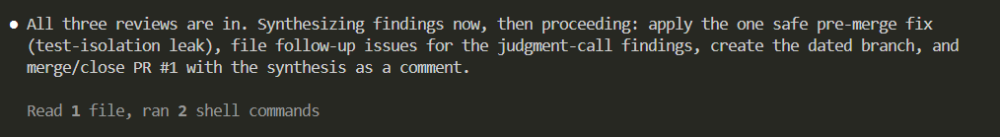 ● All three reviews are in. Synthesizing findings now, then proceeding: apply the one safe pre-merge fix
(test-isolation leak), file follow-up issues for the judgment-call findings, create the dated branch, and
merge/close PR #1 with the synthesis as a comment.
Read 1 file, ran 2 shell commands